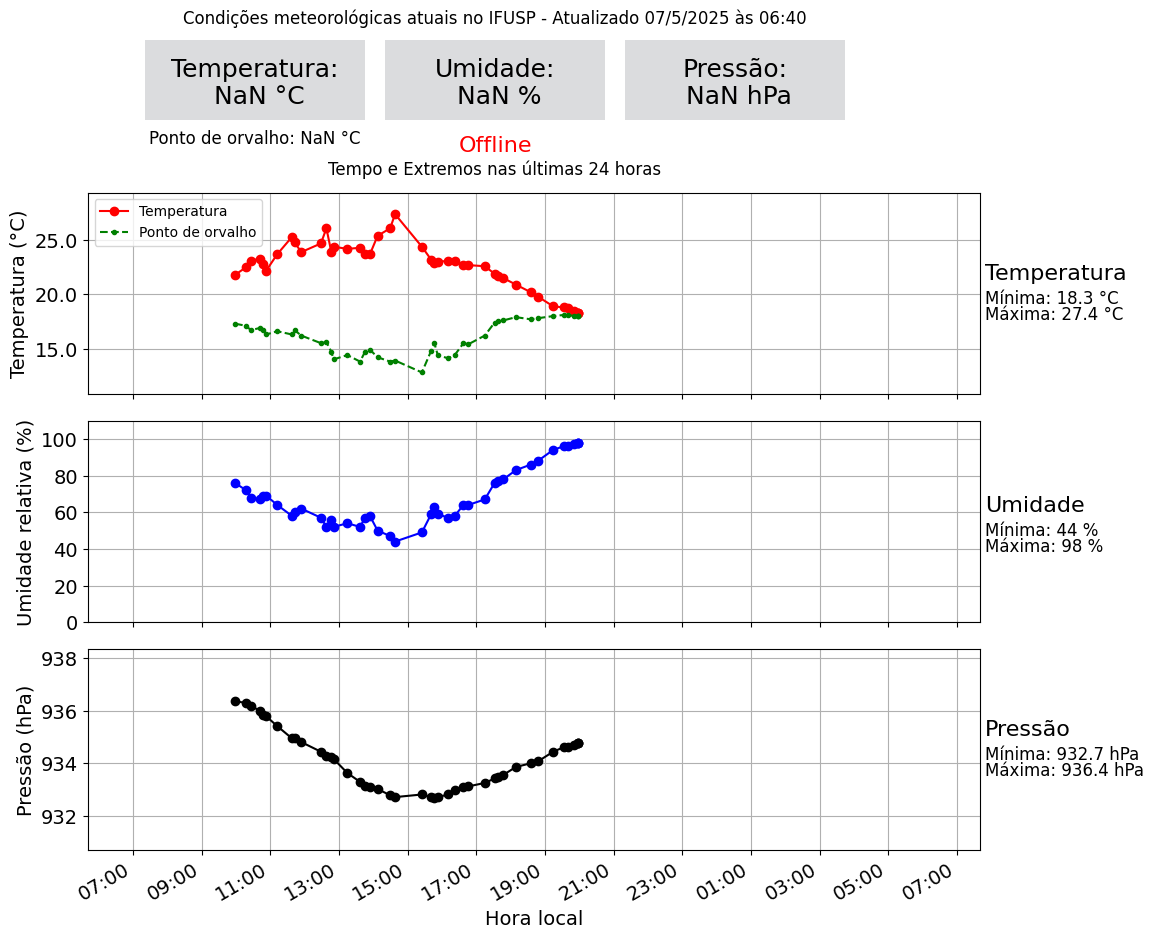 Condições meteorológicas atuais no IFUSP - Atualizado 07/5/2025 às 06:40
Temperatura:
NaN °C
Umidade:
NaN %
Pressão:
NaN hPa
Ponto de orvalho: NaN °C
Offline
Tempo e Extremos nas últimas 24 horas
Temperatura (°C)
25.0
20.0
15.0
Temperatura
Ponto de orvalho
Temperatura
Mínima: 18.3 °C
Máxima: 27.4 °C
Umidade relativa (%)
100
80
60
40
20
0
Umidade
Mínima: 44 %
Máxima: 98 %
Pressão (hPa)
938
936
934
932
Pressão
Mínima: 932.7 hPa
Máxima: 936.4 hPa
07:00 09:00 11:00 13:00 15:00 17:00 19:00 21:00 23:00 01:00 03:00 05:00 07:00
Hora local